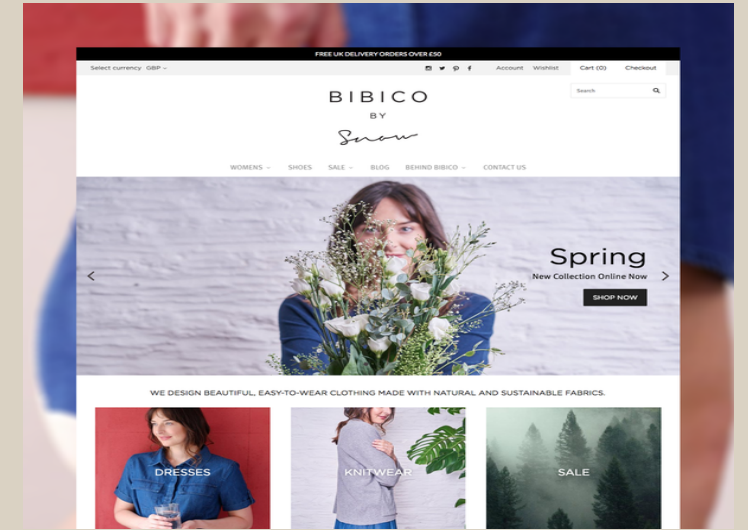 FREE UK DELIVERY ORDERS OVER £50
Select currency GBP
Account Wishlist Cart (0) Checkout
Search
BIBICO
BY
Snow
WOMENS SHOES SALE BLOG BEHIND BIBICO CONTACT US
Spring
New Collection Online Now
SHOP NOW
WE DESIGN BEAUTIFUL, EASY-TO-WEAR CLOTHING MADE WITH NATURAL AND SUSTAINABLE FABRICS.
DRESSES KNITWEAR SALE